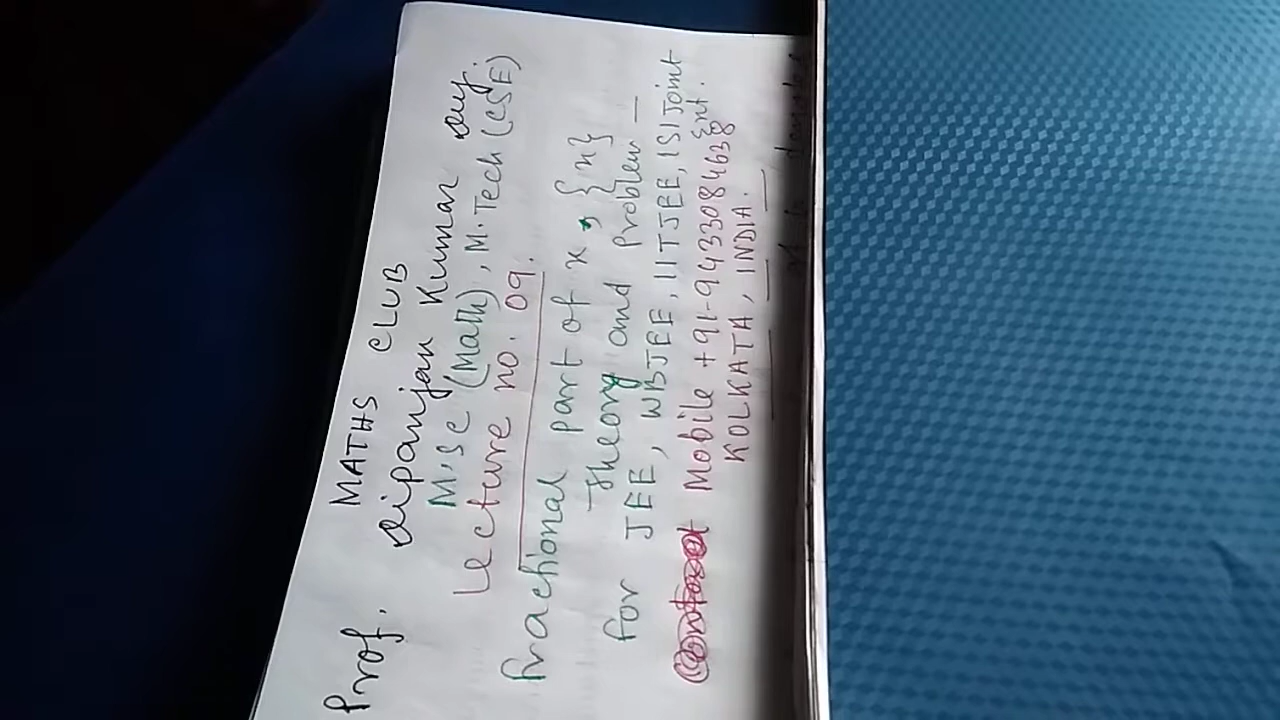 MATHS CLUB
Prof. Dipanjan Kumar Dey.
M.Sc (Math), M.Tech (CSE)
Lecture no. 09.
Fractional part of x, {x}
Theory and Problem —
for JEE, WBJEE, IITJEE, ISI Joint Ent.
Mobile +91-9433084638
KOLKATA, INDIA.